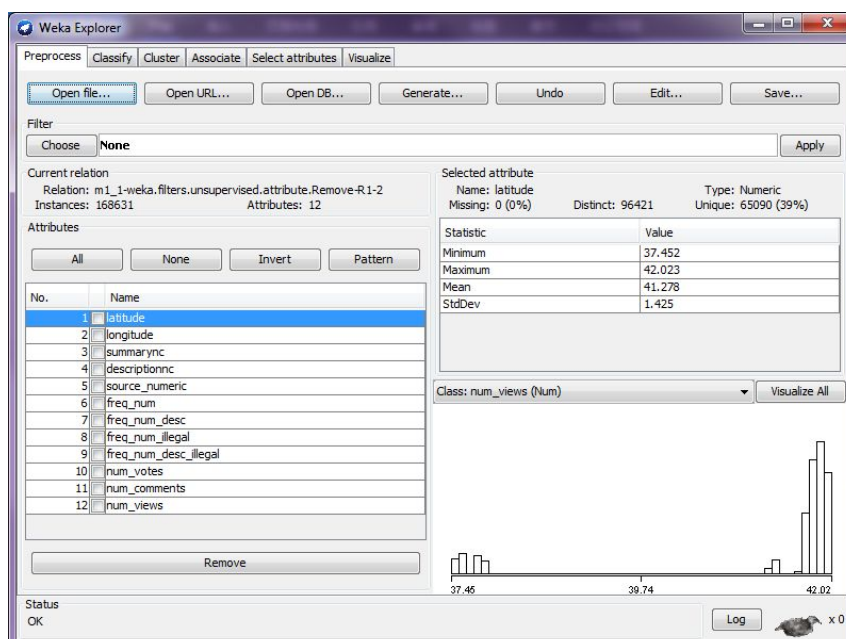 Weka Explorer
Preprocess Classify Cluster Associate Select attributes Visualize
Open file... Open URL... Open DB... Generate... Undo Edit... Save...
Filter
Choose None Apply
Current relation
Relation: m1_1-weka.filters.unsupervised.attribute.Remove-R1-2
Instances: 168631 Attributes: 12
Attributes
All None Invert Pattern
No. Name
1 latitude
2 longitude
3 summarync
4 descriptionnc
5 source_numeric
6 freq_num
7 freq_num_desc
8 freq_num_illegal
9 freq_num_desc_illegal
10 num_votes
11 num_comments
12 num_views
Remove
Selected attribute
Name: latitude Type: Numeric
Missing: 0 (0%) Distinct: 96421 Unique: 65090 (39%)
Statistic Value
Minimum 37.452
Maximum 42.023
Mean 41.278
StdDev 1.425
Class: num_views (Num) Visualize All
37.45 39.74 42.02
Status
OK Log x 0